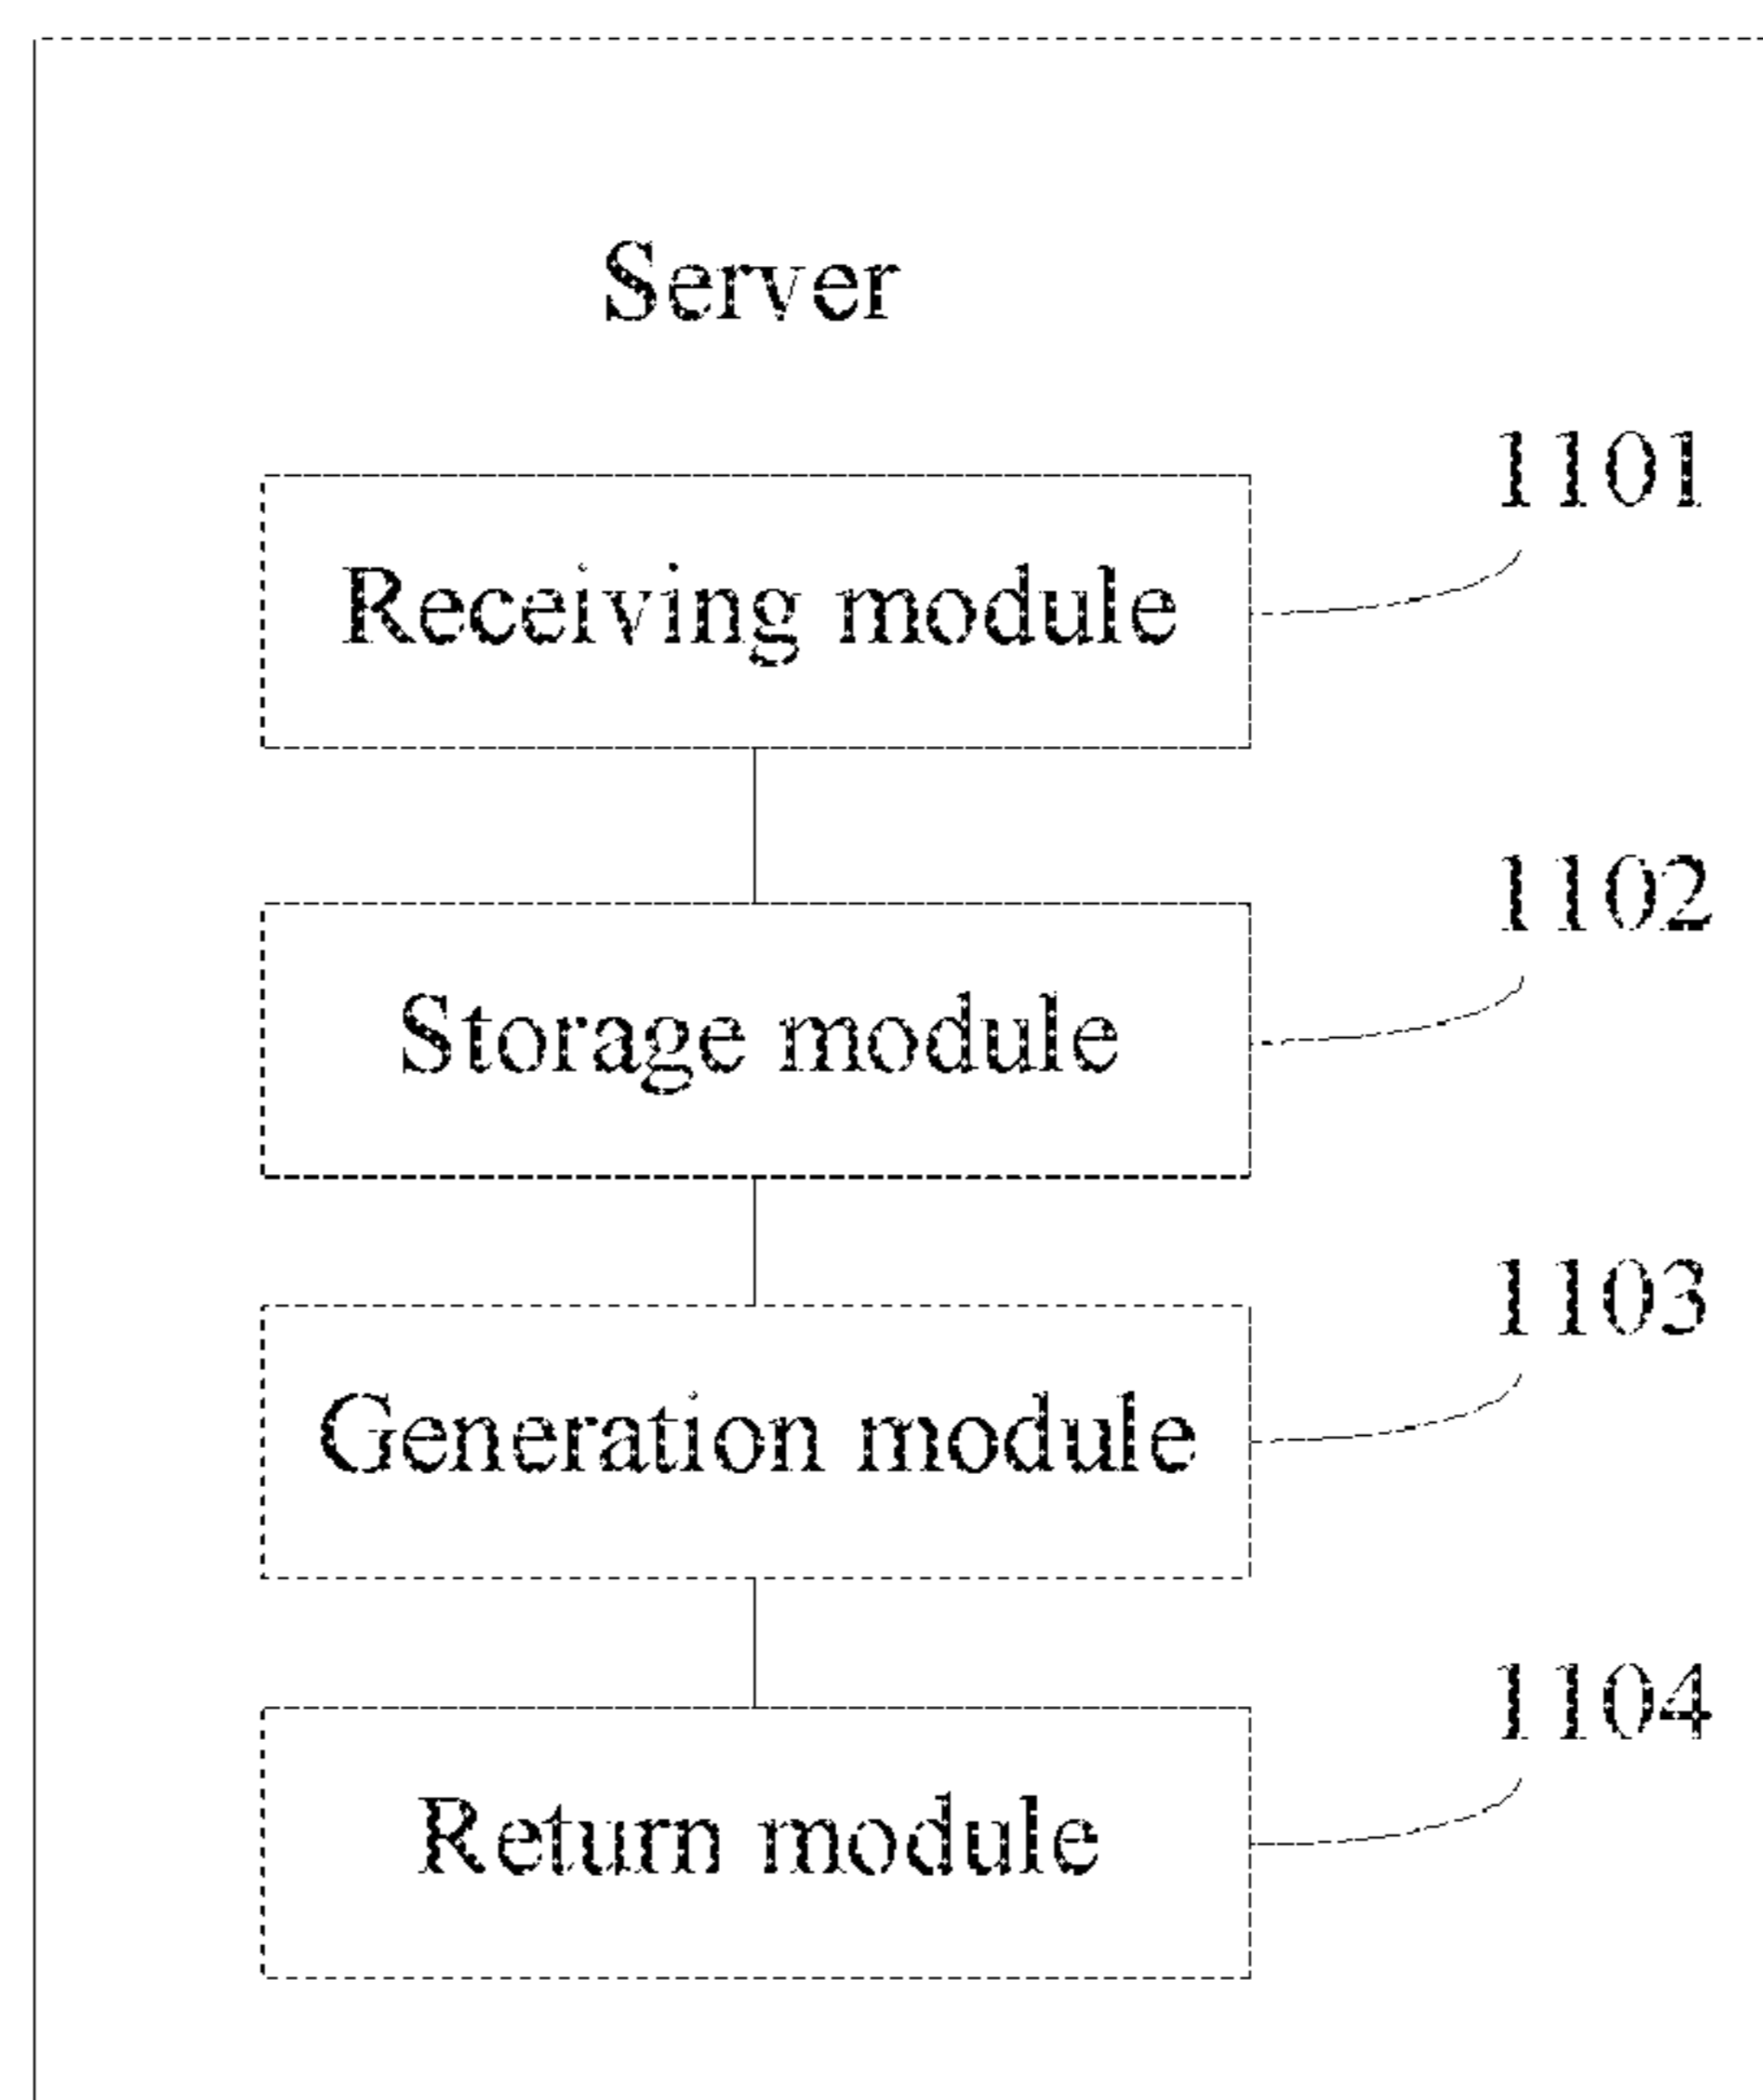 Server
1101
Receiving module
1102
Storage module
1103
Generation module
1104
Return module